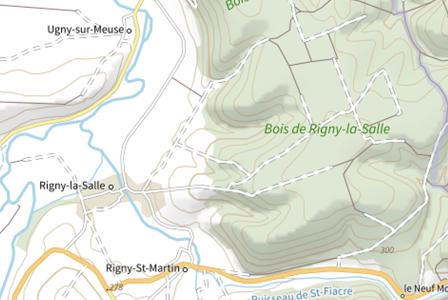 Bois
Ugny-sur-Meuse
Bois de Rigny-la-Salle
Rigny-la-Salle
300
Rigny-St-Martin
278
Ruisseau de St-Fiacre
le Neuf